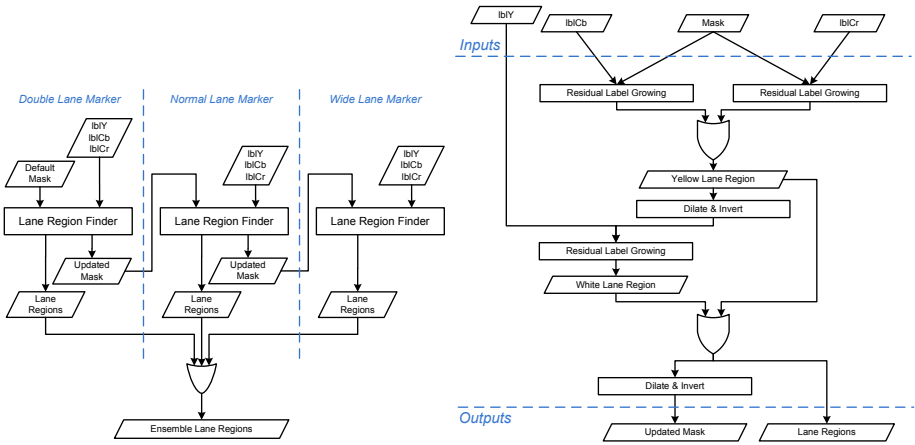 Double Lane Marker
Normal Lane Marker
Wide Lane Marker
lblY
lblCb
lblCr
Default
Mask
Lane Region Finder
Updated
Mask
Lane
Regions
lblY
lblCb
lblCr
Lane Region Finder
Updated
Mask
Lane
Regions
lblY
lblCb
lblCr
Lane Region Finder
Lane
Regions
Ensemble Lane Regions
lblY
lblCb
Mask
lblCr
Inputs
Residual Label Growing
Residual Label Growing
Yellow Lane Region
Dilate & Invert
Residual Label Growing
White Lane Region
Dilate & Invert
Outputs
Updated Mask
Lane Regions